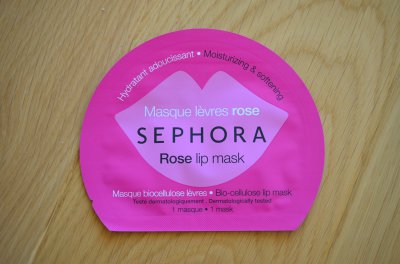 Hydratant adoucissant • Moisturizing & softening
Masque lèvres rose
SEPHORA
Rose lip mask
Masque biocellulose lèvres • Bio-cellulose lip mask
Testé dermatologiquement • Dermatologically tested
1 masque • 1 mask